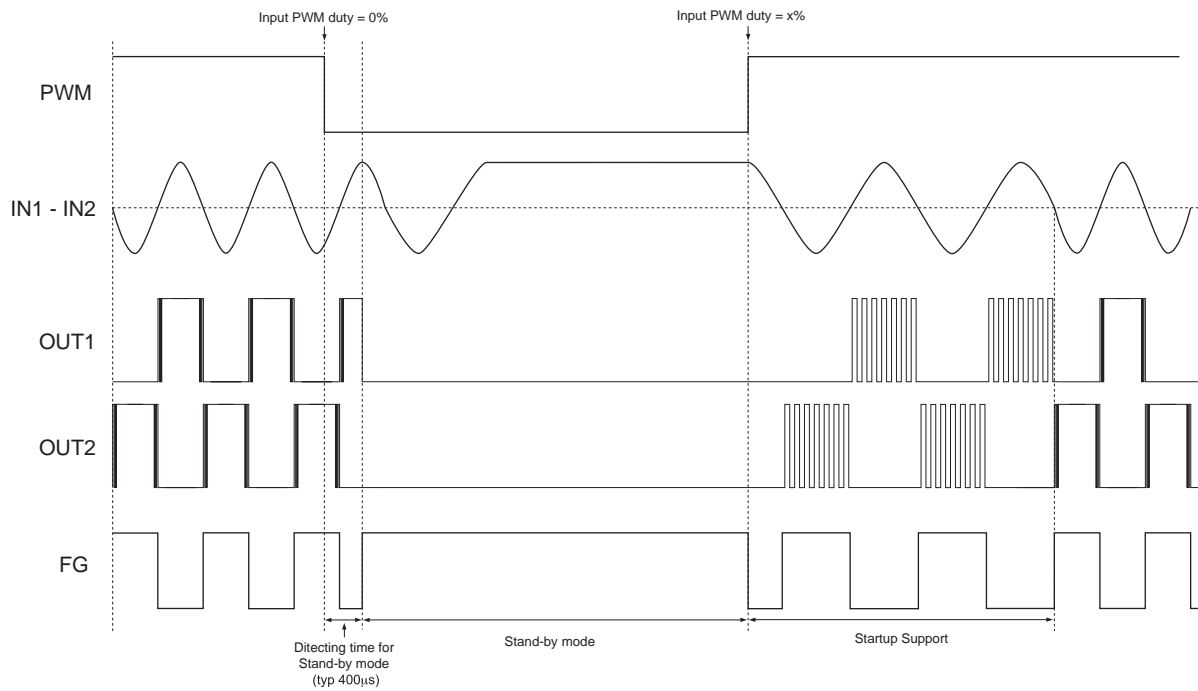 Input PWM duty = 0%
Input PWM duty = x%
PWM
IN1 - IN2
OUT1
OUT2
FG
Ditecting time for
Stand-by mode
(typ 400μs)
Stand-by mode
Startup Support